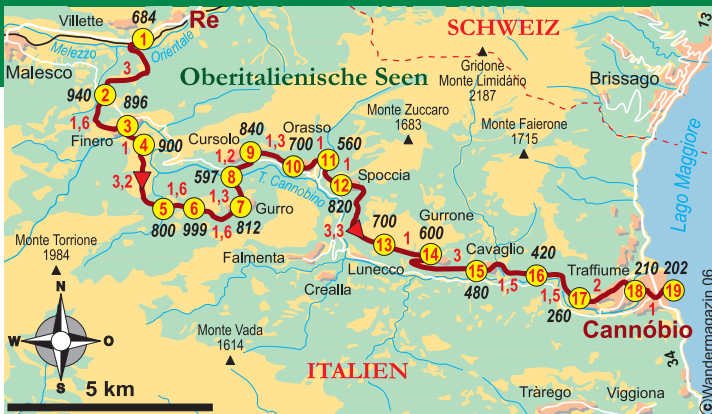 Villette
684
Re
SCHWEIZ
13
Melezzo
Orientale
1
Malesco
3
Oberitalienische Seen
Gridone
Monte Limidário
2187
Brissago
940
2
896
Monte Zuccaro
1683
Monte Faierone
1715
1,6
3
Finero
1
4
900
Cursolo
840
Orasso
1,2
9
1,3
700
10
1
11
560
1
Spoccia
12
3,2
597
8
T. Cannobino
1,6
1,3
820
5
6
7
Gurro
800
999
1,6
812
3,3
700
13
Gurrone
600
1
14
Lago Maggiore
Monte Torrione
1984
Falmenta
Lunecco
3
Cavaglio
15
480
1,5
420
16
Traffiume
210
202
Crealla
1,5
17
260
2
18
1
19
Cannóbio
N
W
O
S
Monte Vada
1614
ITALIEN
34
5 km
Tràrego
Viggiona
©Wandermagazin 06